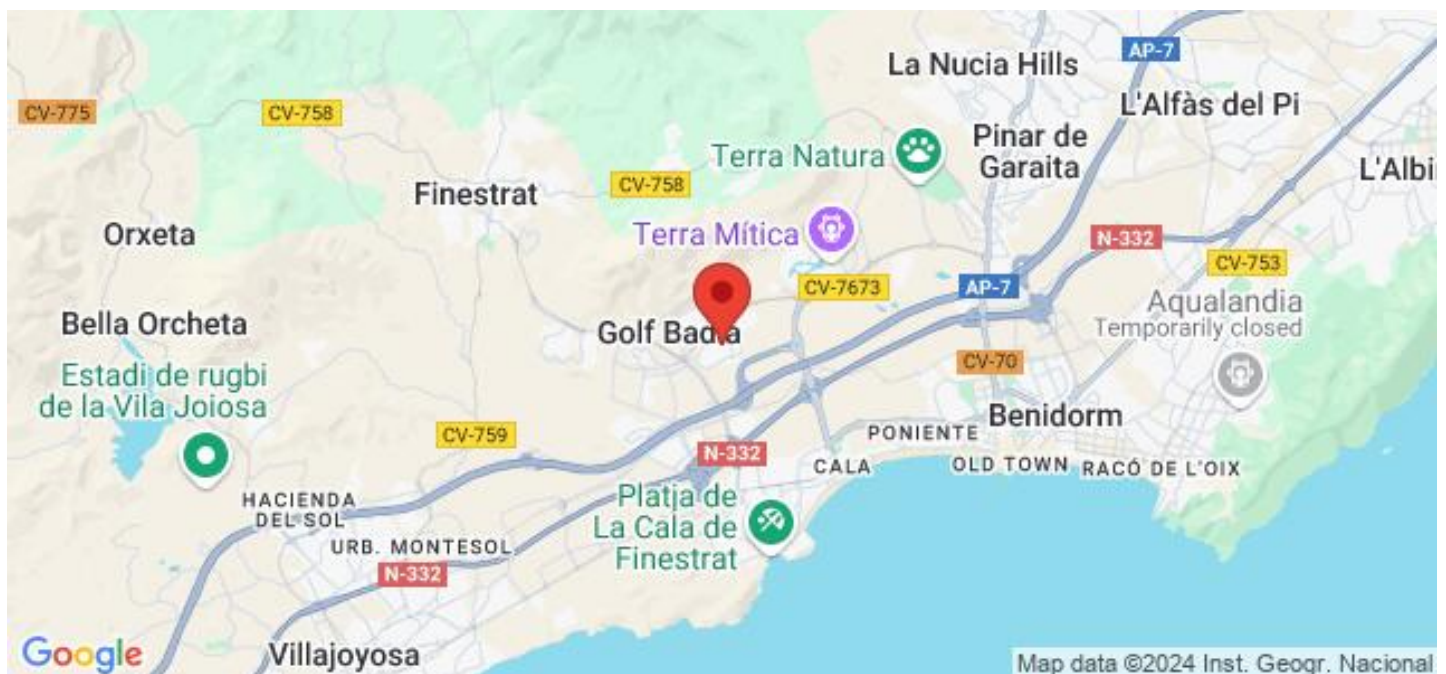 La Nucia Hills
AP-7
CV-775
CV-758
L'Alfàs del Pi
Terra Natura
Pinar de
Garaita
Finestrat
CV-758
L'Albi
Orxeta
Terra Mítica
N-332
CV-753
CV-7673
AP-7
Bella Orcheta
Golf Badia
Aqualandia
Temporarily closed
Estadi de rugbi
de la Vila Joiosa
CV-70
Benidorm
CV-759
PONIENTE
N-332
CALA
OLD TOWN
RACÓ DE L'OIX
HACIENDA
DEL SOL
Platja de
La Cala de
Finestrat
URB. MONTESOL
N-332
Villajoyosa
Google
Map data ©2024 Inst. Geogr. Nacional